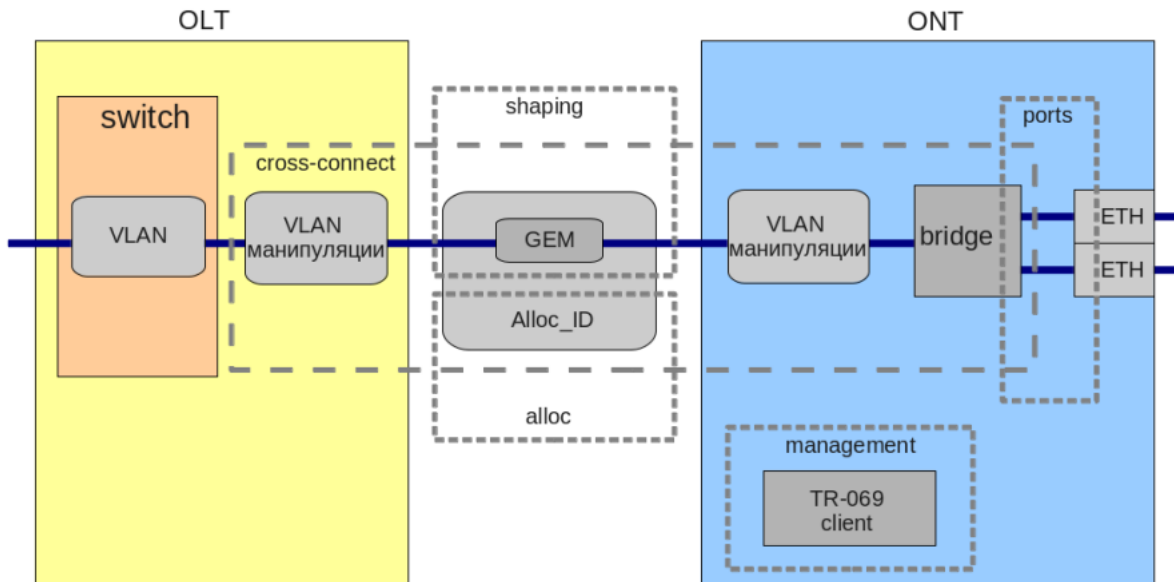 OLT
ONT
switch
VLAN
cross-connect
VLAN
манипуляции
shaping
GEM
Alloc_ID
alloc
VLAN
манипуляции
bridge
ports
ETH
ETH
management
TR-069
client